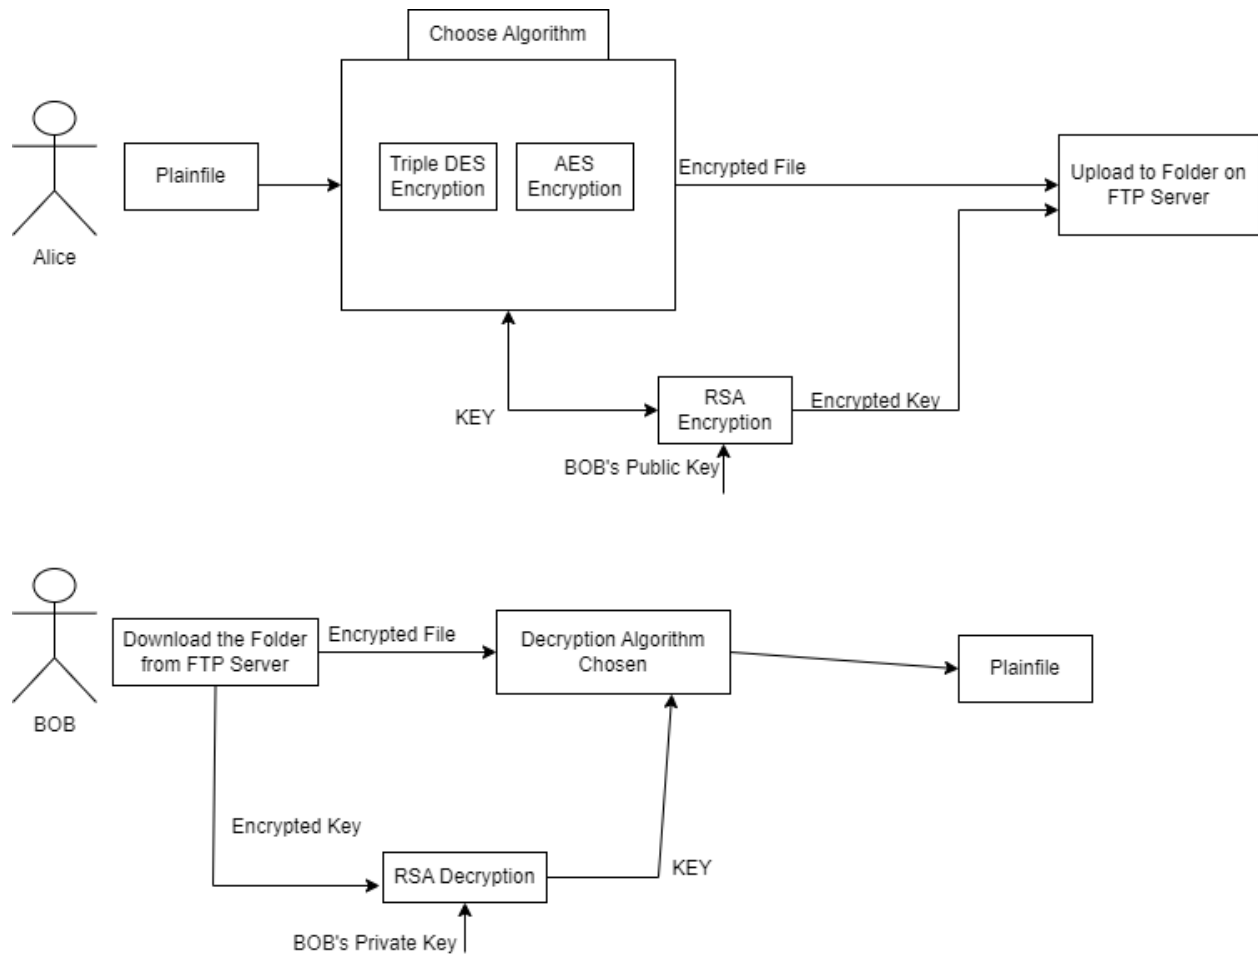 Choose Algorithm
Plainfile
Triple DES
Encryption
AES
Encryption
Encrypted File
Upload to Folder on
FTP Server
Alice
KEY
RSA
Encryption
Encrypted Key
BOB's Public Key
Download the Folder
from FTP Server
Encrypted File
Decryption Algorithm
Chosen
Plainfile
BOB
Encrypted Key
RSA Decryption
KEY
BOB's Private Key